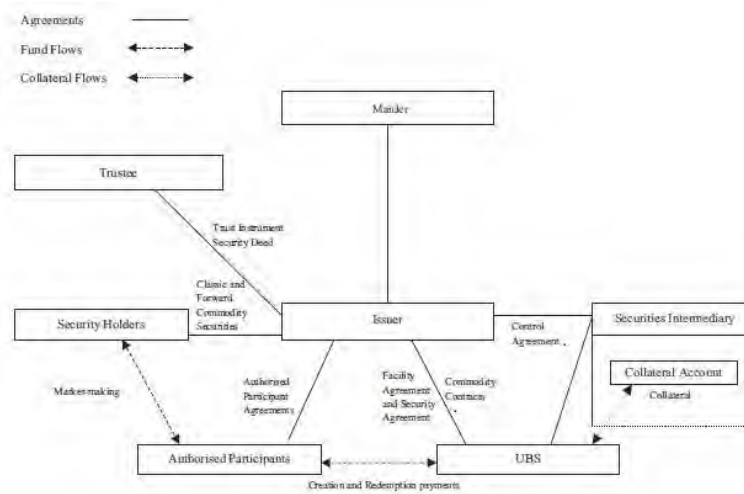 Agreements
Fund Flows
Collateral Flows
Manier
Trustee
Trust Instrument
Security Deed
Classic and
Forward
Commodity
Securities
Security Holders
Issuer
Control
Agreement
Securities Intermediary
Collateral Account
Collateral
Market-making
Authorised
Participant
Agreements
Facility
Agreement
and Security
Agreement
Commodity
Contracts
Authorised Participants
UBS
Creation and Redemption payments